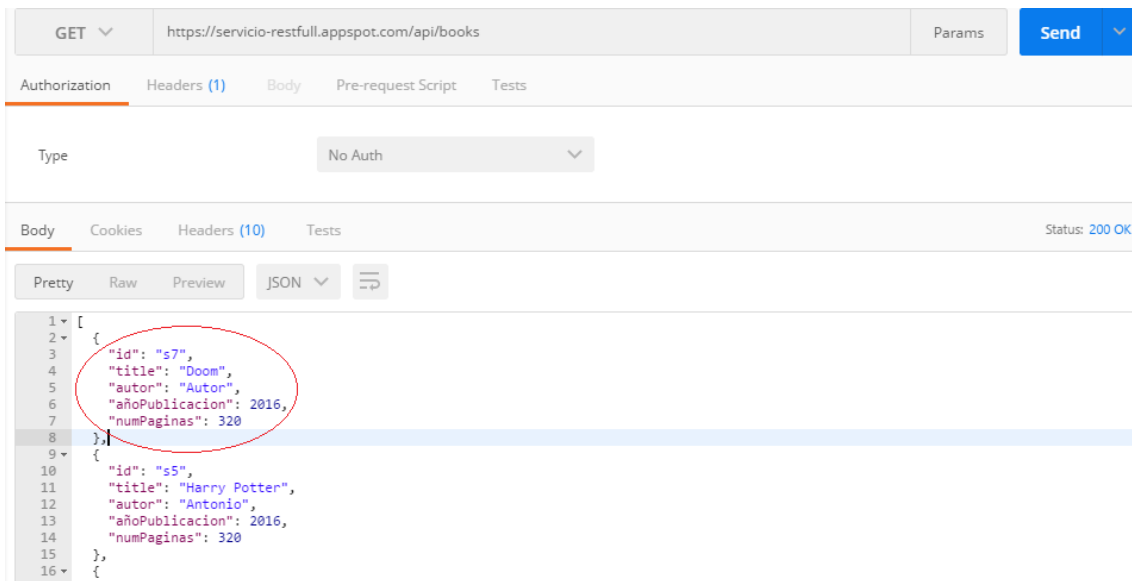 GET https://servicio-restfull.appspot.com/api/books Params Send
Authorization Headers (1) Body Pre-request Script Tests
Type No Auth
Body Cookies Headers (10) Tests Status: 200 OK
Pretty Raw Preview JSON
1 [
2 {
3 "id": "s7",
4 "title": "Doom",
5 "autor": "Autor",
6 "añoPublicacion": 2016,
7 "numPaginas": 320
8 },
9 {
10 "id": "s5",
11 "title": "Harry Potter",
12 "autor": "Antonio",
13 "añoPublicacion": 2016,
14 "numPaginas": 320
15 },
16 {